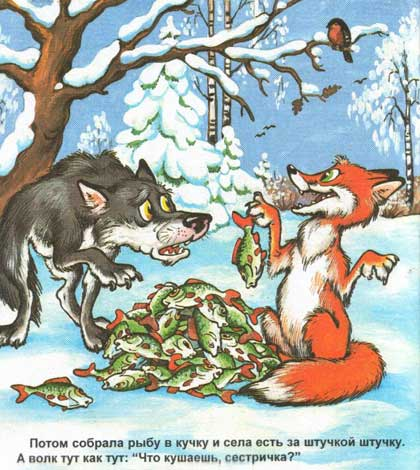 Потом собрала рыбу в кучку и села есть за штучкой штучку.
А волк тут как тут: "Что кушаешь, сестричка?"